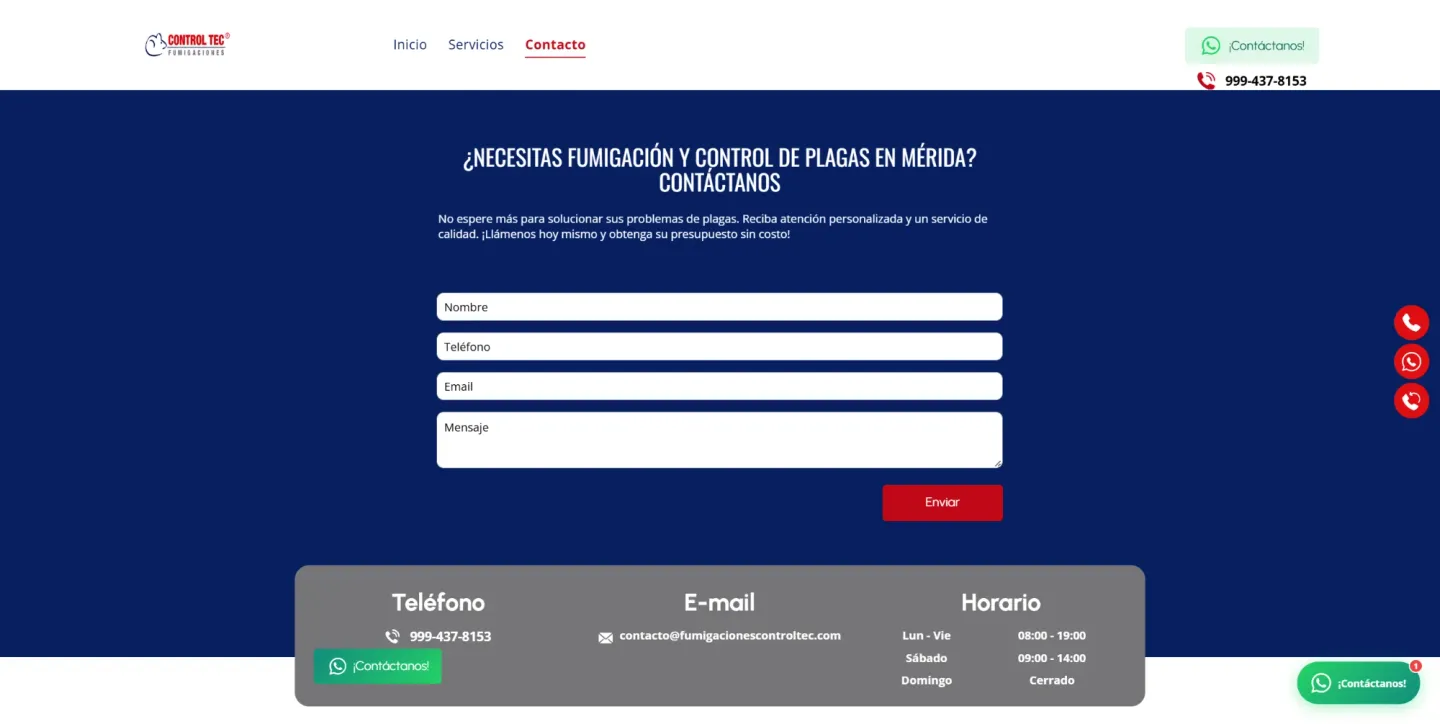 CONTROL TEC®
FUMIGACIONES
Inicio
Servicios
Contacto
¡Contáctanos!
999-437-8153
¿NECESITAS FUMIGACIÓN Y CONTROL DE PLAGAS EN MÉRIDA?
CONTÁCTANOS
No espere más para solucionar sus problemas de plagas. Reciba atención personalizada y un servicio de
calidad. ¡Llámenos hoy mismo y obtenga su presupuesto sin costo!
Nombre
Teléfono
Email
Mensaje
Enviar
Teléfono
999-437-8153
¡Contáctanos!
E-mail
contacto@fumigacionescontroltec.com
Horario
Lun - Vie 08:00 - 19:00
Sábado 09:00 - 14:00
Domingo Cerrado
¡Contáctanos!
1